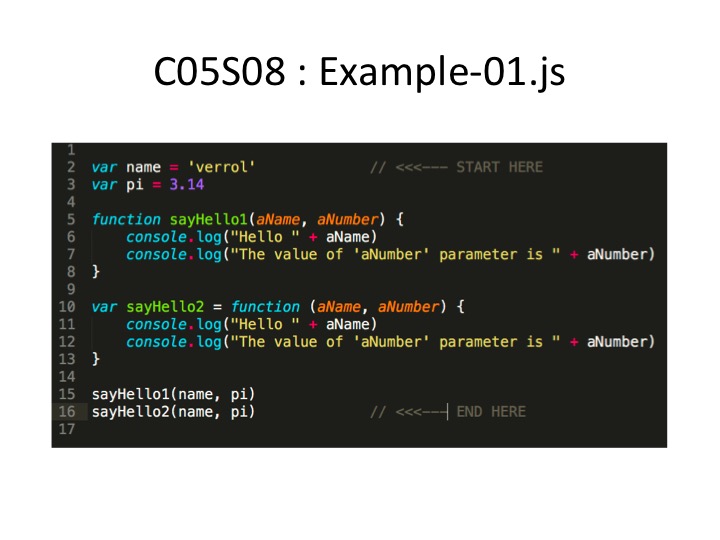 C05S08 : Example-01.js
1
2 var name = 'verrol' // <<<--- START HERE
3 var pi = 3.14
4
5 function sayHello1(aName, aNumber) {
6 console.log("Hello " + aName)
7 console.log("The value of 'aNumber' parameter is " + aNumber)
8 }
9
10 var sayHello2 = function (aName, aNumber) {
11 console.log("Hello " + aName)
12 console.log("The value of 'aNumber' parameter is " + aNumber)
13 }
14
15 sayHello1(name, pi)
16 sayHello2(name, pi) // <<<--- END HERE
17